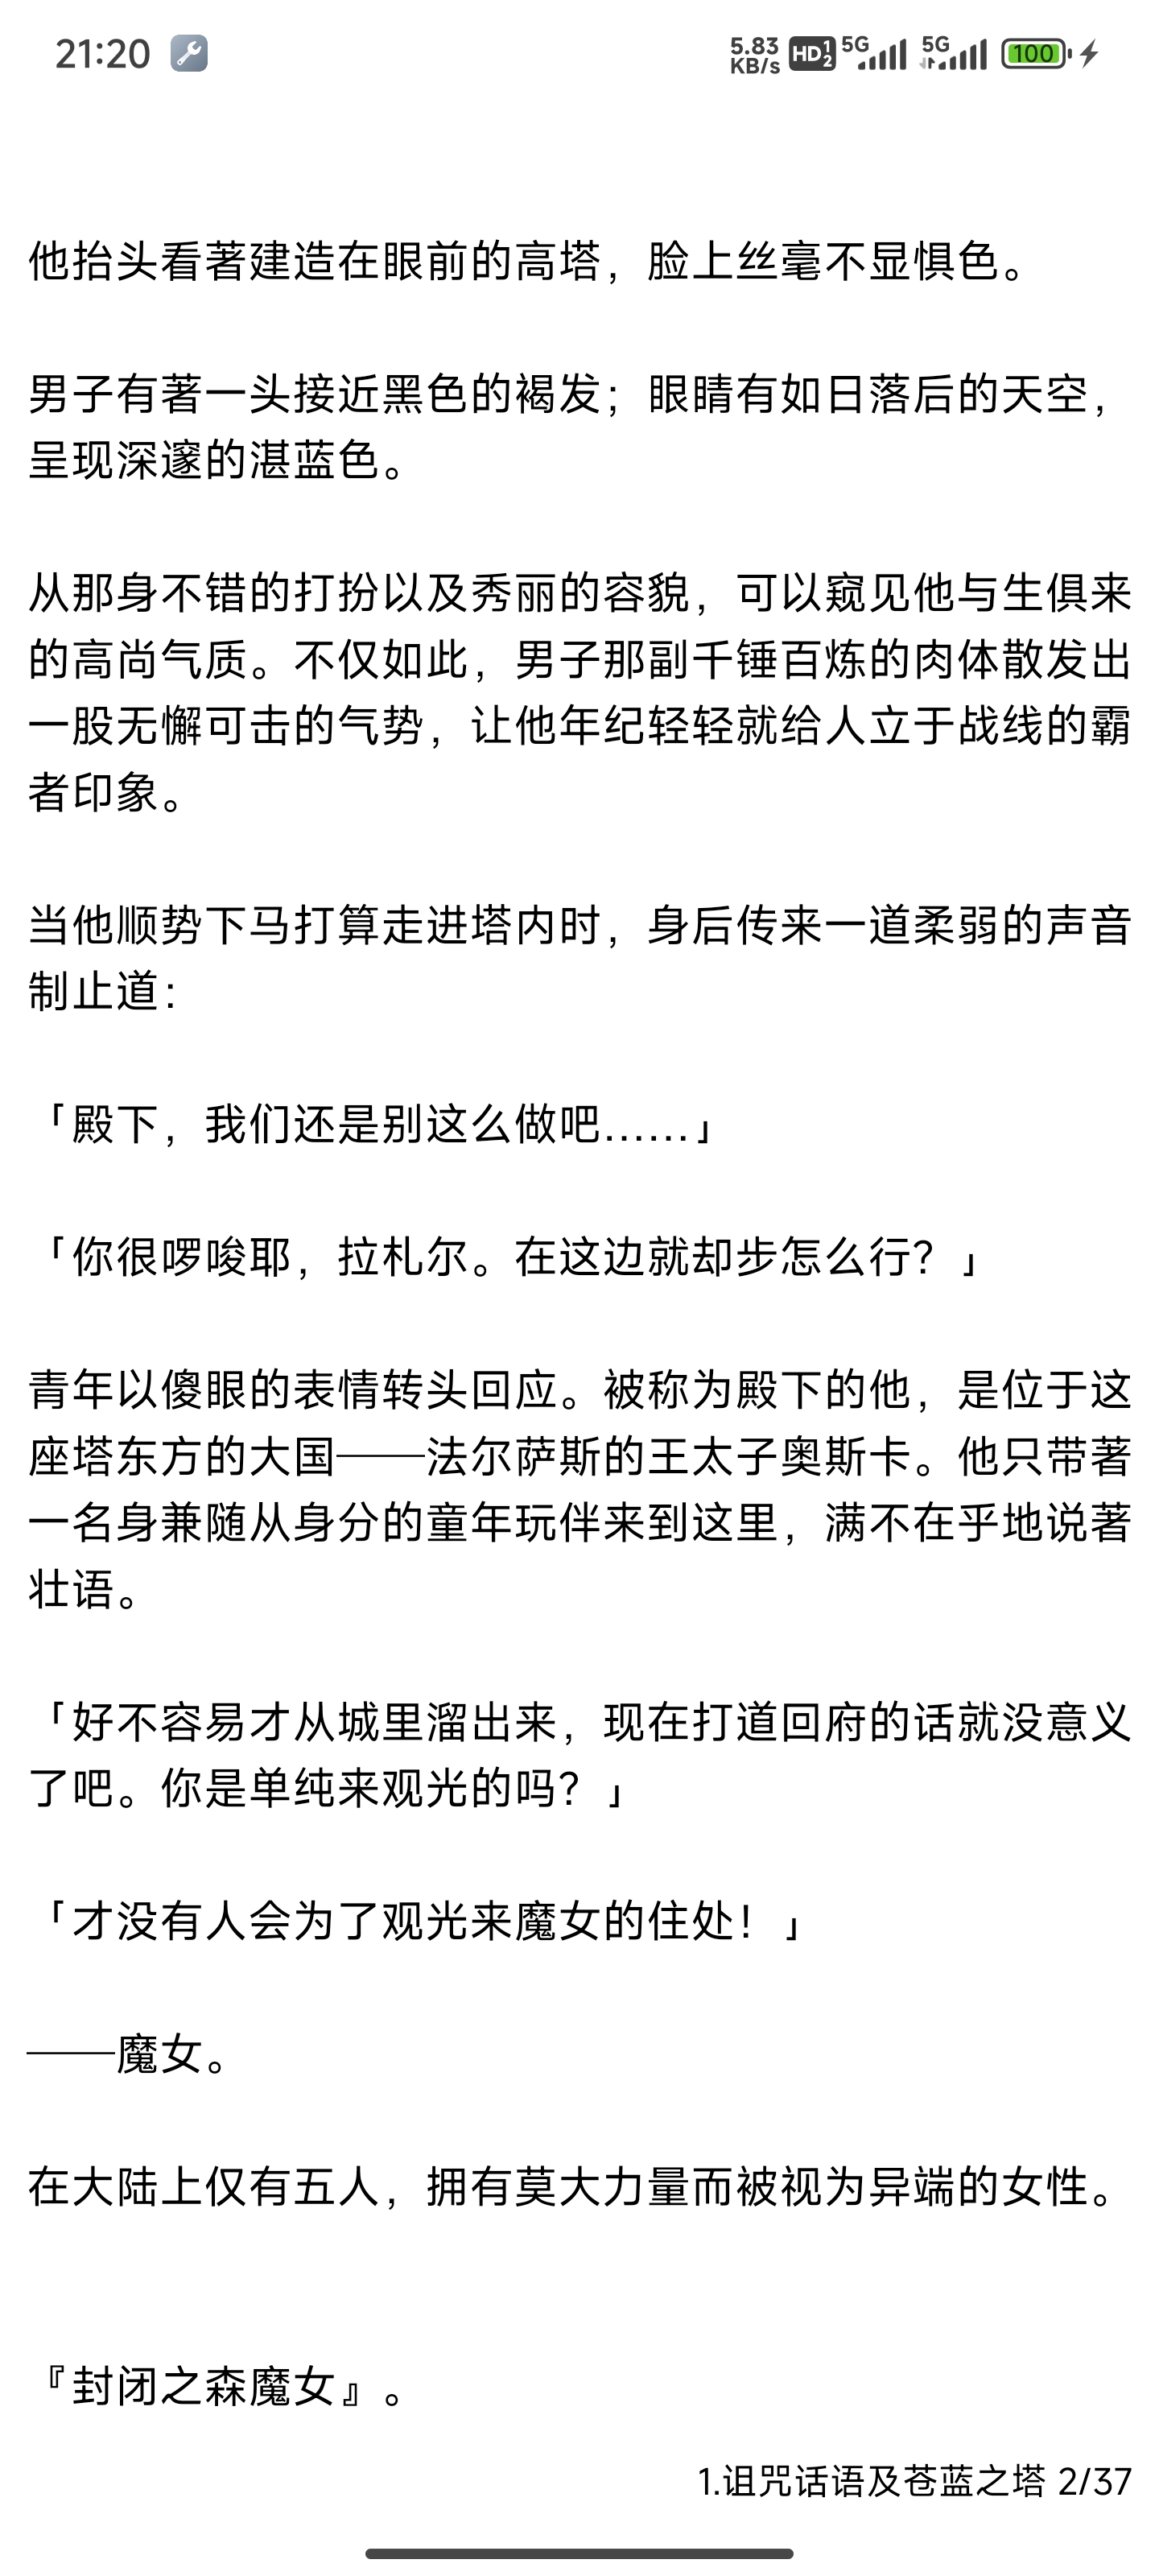 21:20
5.83 KB/s HD 1 2 5G 5G 100
他抬头看著建造在眼前的高塔，脸上丝毫不显惧色。
男子有著一头接近黑色的褐发；眼睛有如日落后的天空，
呈现深邃的湛蓝色。
从那身不错的打扮以及秀丽的容貌，可以窥见他与生俱来
的高尚气质。不仅如此，男子那副千锤百炼的肉体散发出
一股无懈可击的气势，让他年纪轻轻就给人立于战线的霸
者印象。
当他顺势下马打算走进塔内时，身后传来一道柔弱的声音
制止道：
「殿下，我们还是别这么做吧……」
「你很啰唆耶，拉札尔。在这边就却步怎么行？」
青年以傻眼的表情转头回应。被称为殿下的他，是位于这
座塔东方的大国──法尔萨斯的王太子奥斯卡。他只带著
一名身兼随从身分的童年玩伴来到这里，满不在乎地说著
壮语。
「好不容易才从城里溜出来，现在打道回府的话就没意义
了吧。你是单纯来观光的吗？」
「才没有人会为了观光来魔女的住处！」
──魔女。
在大陆上仅有五人，拥有莫大力量而被视为异端的女性。
『封闭之森魔女』。
1.诅咒话语及苍蓝之塔 2/37